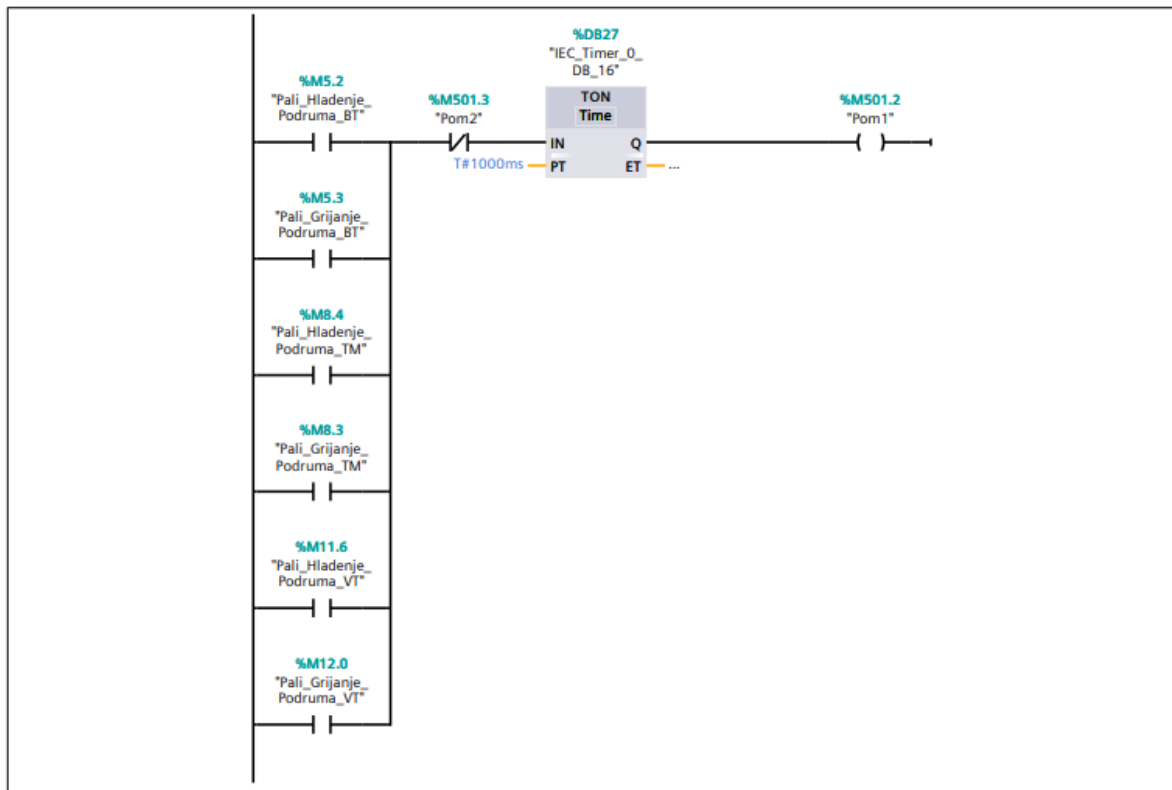 %DB27
"IEC_Timer_0_
DB_16"
%M5.2
"Pali_Hladenje_
Podruma_BT"
%M501.3
"Pom2"
TON
Time
%M501.2
"Pom1"
IN
Q
T#1000ms
PT
ET
...
%M5.3
"Pali_Grijanje_
Podruma_BT"
%M8.4
"Pali_Hladenje_
Podruma_TM"
%M8.3
"Pali_Grijanje_
Podruma_TM"
%M11.6
"Pali_Hladenje_
Podruma_VT"
%M12.0
"Pali_Grijanje_
Podruma_VT"